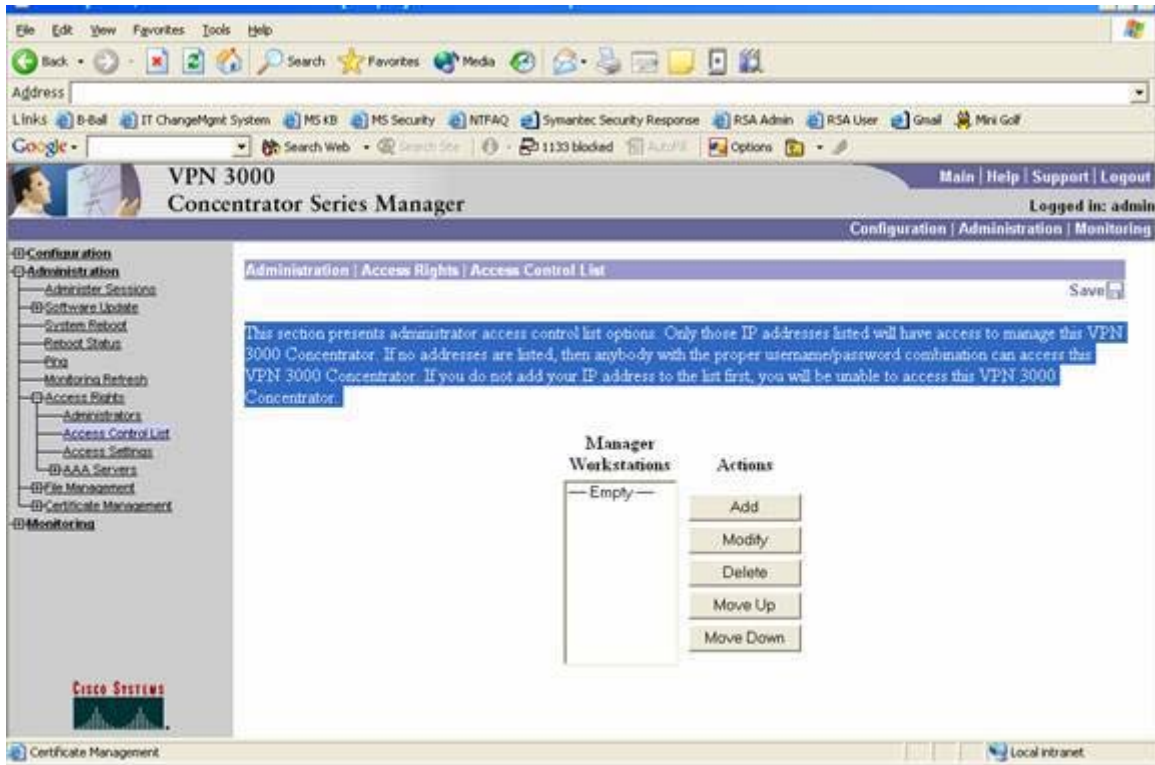 File Edit View Favorites Tools Help
Back Search Favorites Media
Address
Links B-Ball IT ChangeMgmt System MS KB MS Security NTFAQ Symantec Security Response RSA Admin RSA User Gmail Mini Golf
Google Search Web Search Site 1133 blocked AutoFill Options
VPN 3000
Concentrator Series Manager
Main | Help | Support | Logout
Logged in: admin
Configuration | Administration | Monitoring
Configuration
Administration
Administer Sessions
Software Update
System Reboot
Reboot Status
Ping
Monitoring Refresh
Access Rights
Administrators
Access Control List
Access Settings
AAA Servers
File Management
Certificate Management
Monitoring
Administration | Access Rights | Access Control List
Save
This section presents administrator access control list options. Only those IP addresses listed will have access to manage this VPN
3000 Concentrator. If no addresses are listed, then anybody with the proper username/password combination can access this
VPN 3000 Concentrator. If you do not add your IP address to the list first, you will be unable to access this VPN 3000
Concentrator.
Manager
Workstations
Actions
— Empty —
Add
Modify
Delete
Move Up
Move Down
CISCO SYSTEMS
Certificate Management
Local intranet